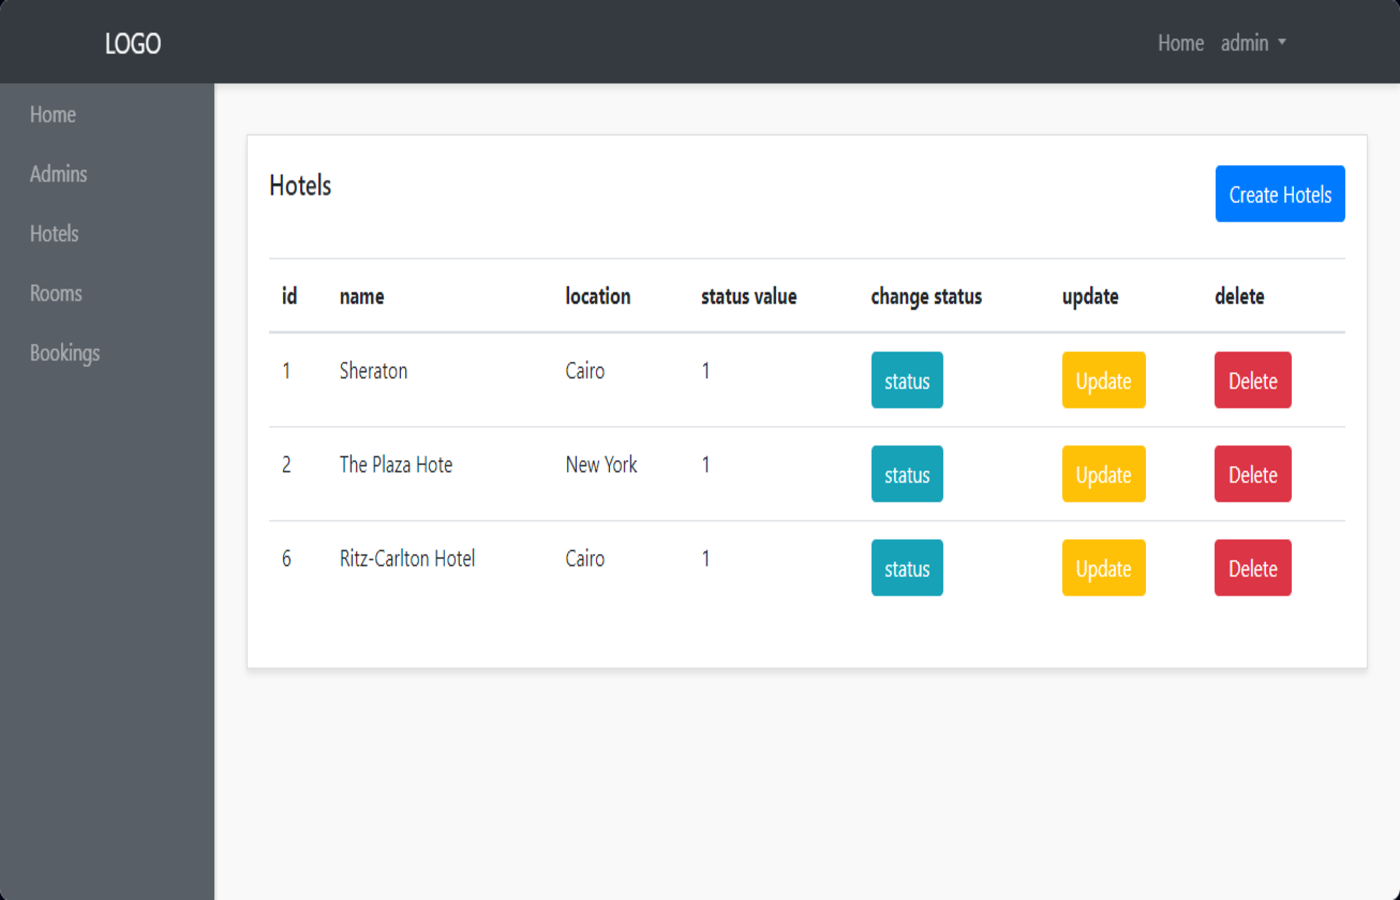 LOGO
Home admin
Home
Admins
Hotels
Rooms
Bookings
Hotels
Create Hotels
id name location status value change status update delete
1 Sheraton Cairo 1 status Update Delete
2 The Plaza Hote New York 1 status Update Delete
6 Ritz-Carlton Hotel Cairo 1 status Update Delete